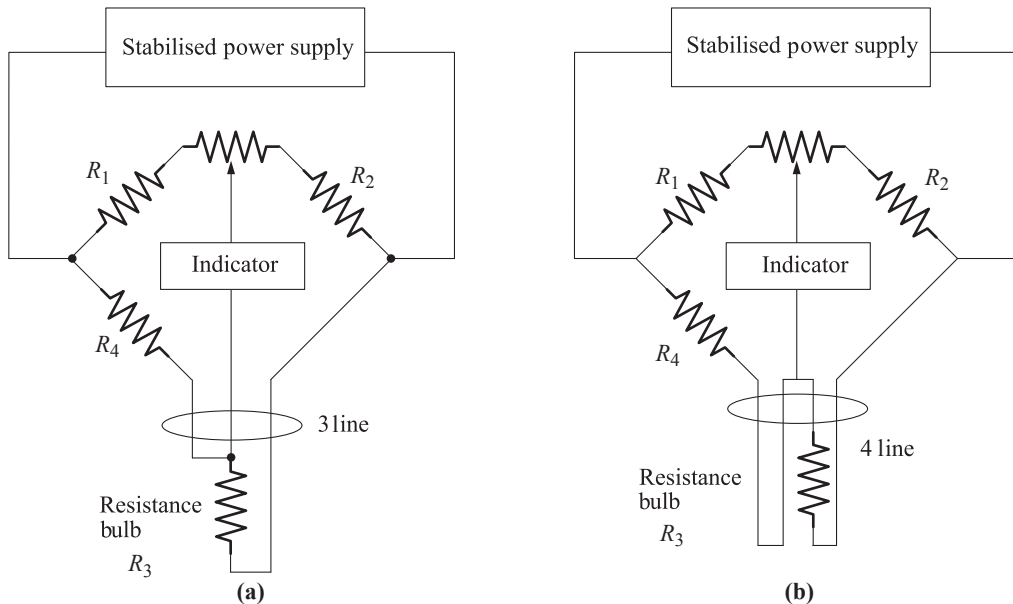 Stabilised power supply
R1
R2
Indicator
R4
3 line
Resistance
bulb
R3
(a)
Stabilised power supply
R1
R2
Indicator
R4
4 line
Resistance
bulb
R3
(b)